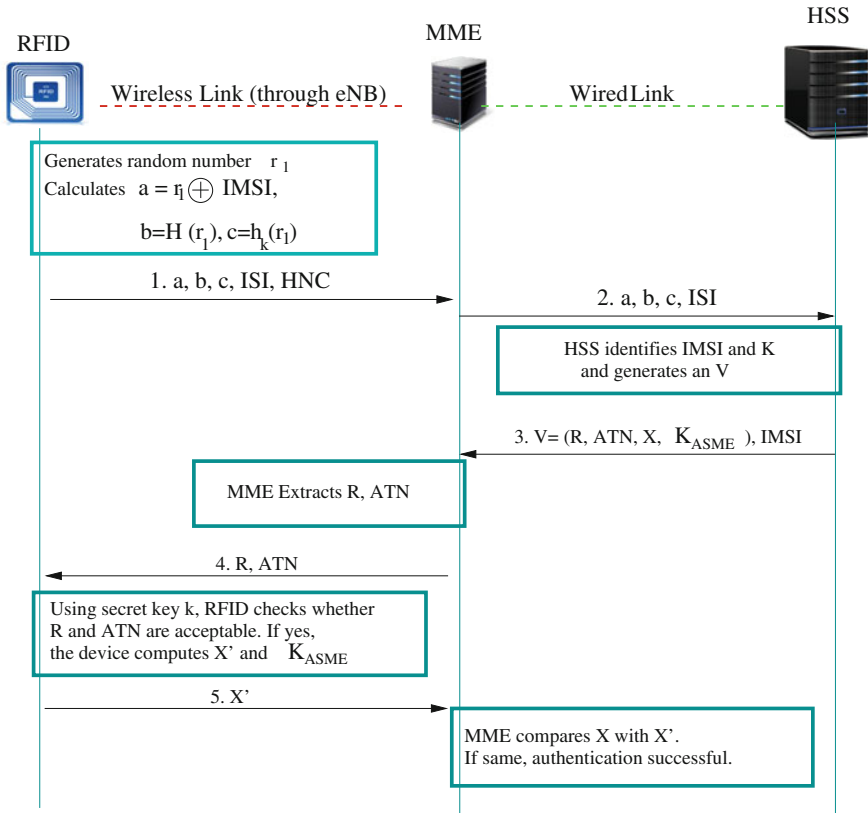 RFID
MME
HSS
RFID
Wireless Link (through eNB)
Wired Link
Generates random number r₁
Calculates a = r₁ ⊕ IMSI,
b=H (r₁), c=hₖ(r₁)
1. a, b, c, ISI, HNC
2. a, b, c, ISI
HSS identifies IMSI and K
and generates an V
3. V= (R, ATN, X, K_ASME ), IMSI
MME Extracts R, ATN
4. R, ATN
Using secret key k, RFID checks whether
R and ATN are acceptable. If yes,
the device computes X' and K_ASME
5. X'
MME compares X with X'.
If same, authentication successful.